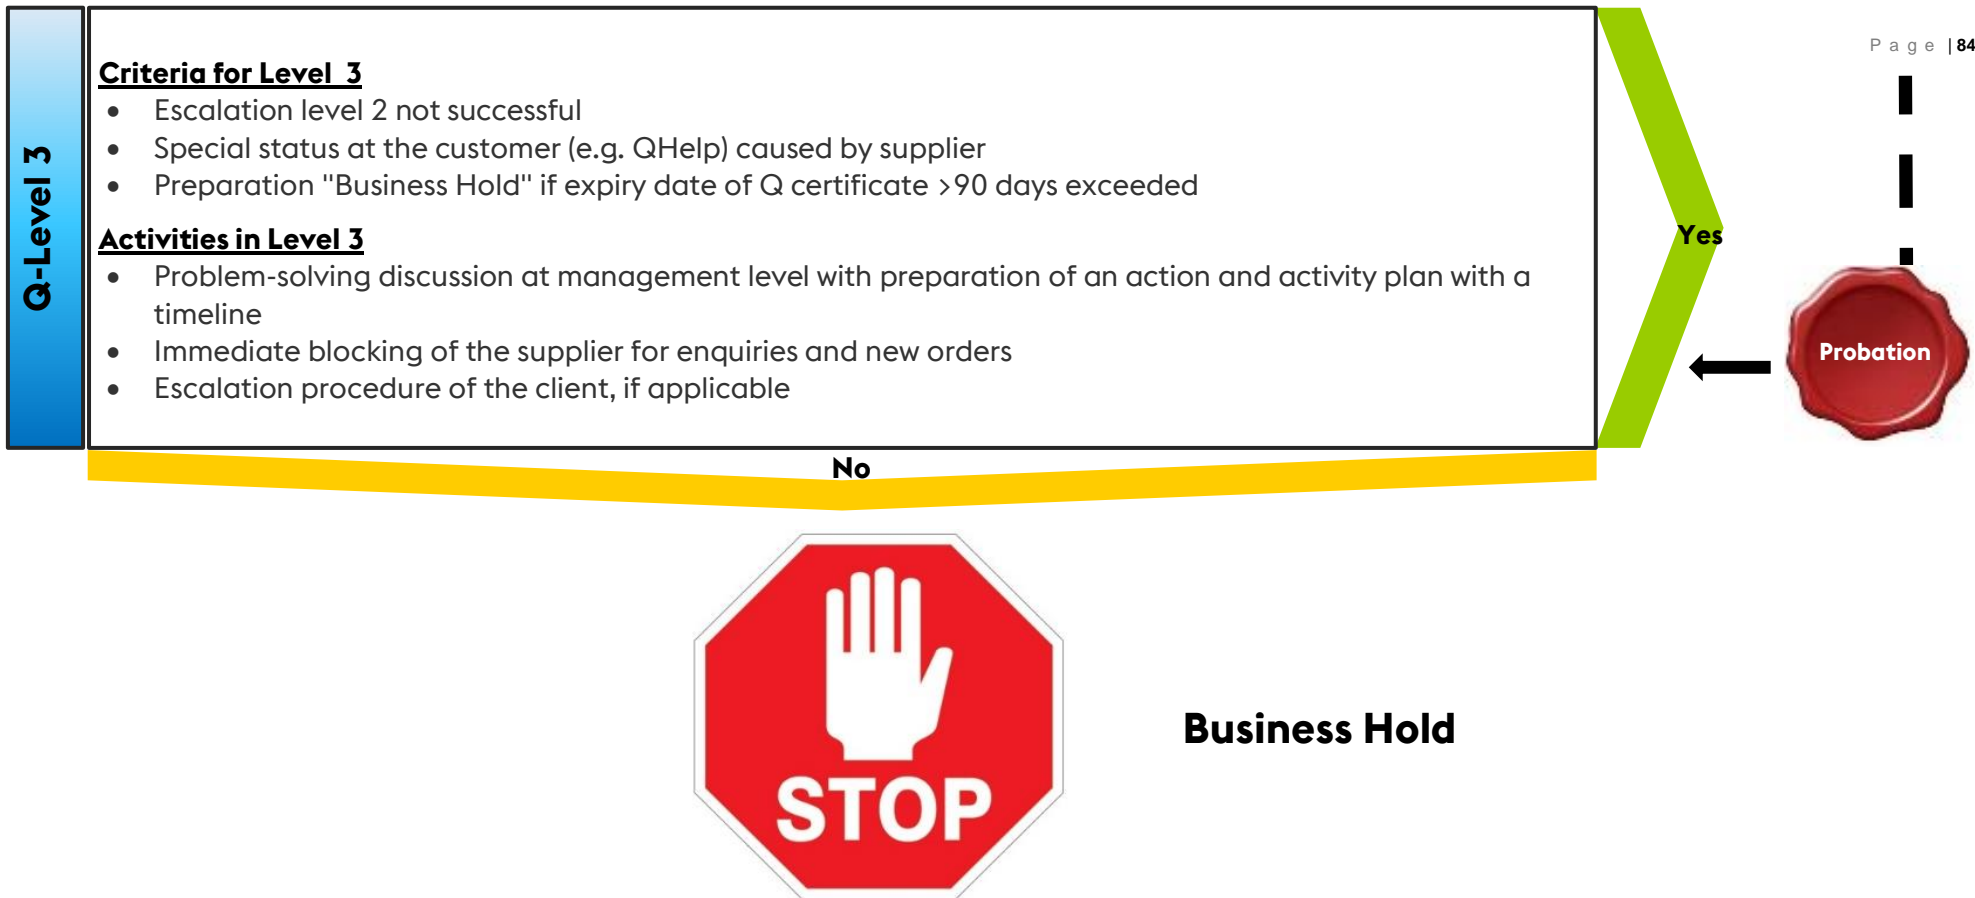 Page | 84
Q-Level 3
Criteria for Level 3
• Escalation level 2 not successful
• Special status at the customer (e.g. QHelp) caused by supplier
• Preparation "Business Hold" if expiry date of Q certificate >90 days exceeded
Activities in Level 3
• Problem-solving discussion at management level with preparation of an action and activity plan with a
timeline
• Immediate blocking of the supplier for enquiries and new orders
• Escalation procedure of the client, if applicable
Yes
Probation
No
STOP
Business Hold